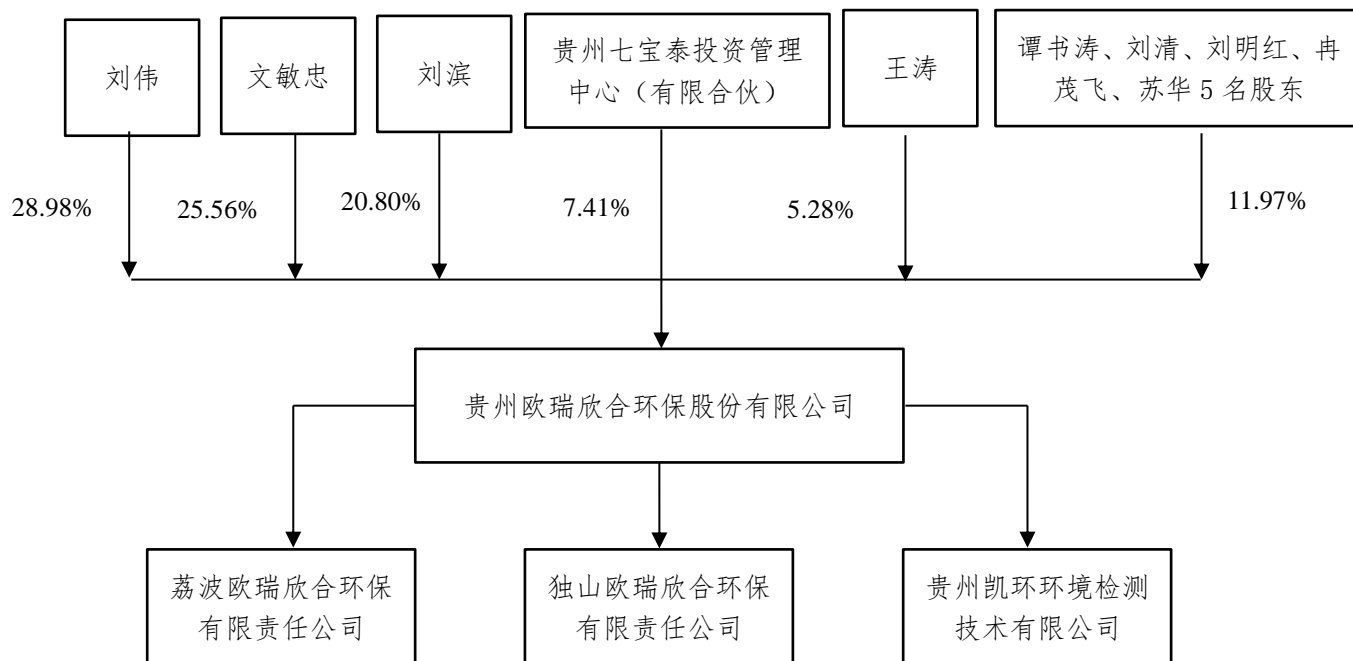 刘伟
文敏忠
刘滨
贵州七宝泰投资管理
中心（有限合伙）
王涛
谭书涛、刘清、刘明红、冉
茂飞、苏华 5 名股东
28.98%
25.56%
20.80%
7.41%
5.28%
11.97%
贵州欧瑞欣合环保股份有限公司
荔波欧瑞欣合环保
有限责任公司
独山欧瑞欣合环保
有限责任公司
贵州凯环环境检测
技术有限公司